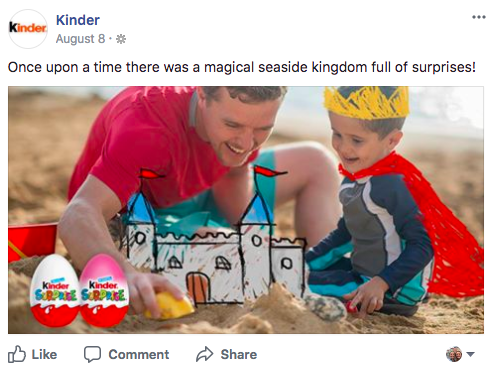 Kinder
Kinder
August 8
Once upon a time there was a magical seaside kingdom full of surprises!
Kinder
SURPRISE
Kinder
SURPRISE
Like
Comment
Share